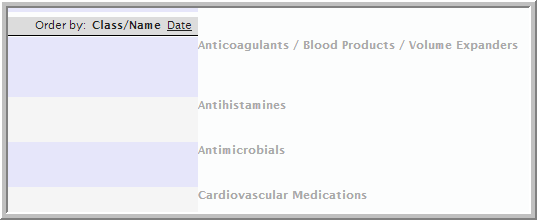 Order by: Class/Name Date
Anticoagulants / Blood Products / Volume Expanders
Antihistamines
Antimicrobials
Cardiovascular Medications